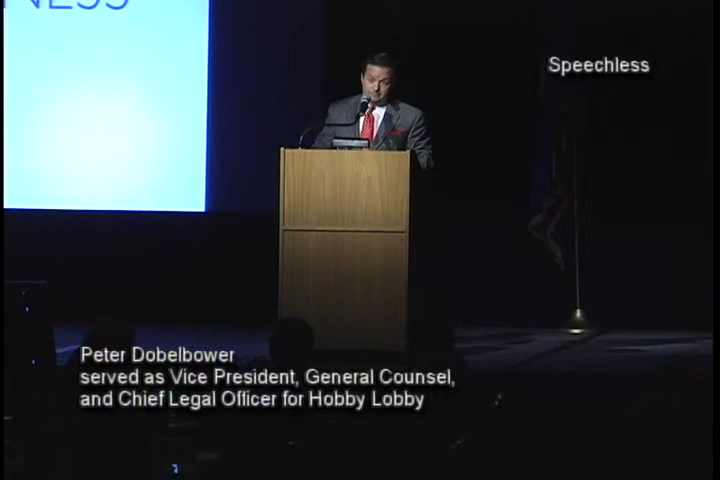 Speechless
Peter Dobelbower
served as Vice President, General Counsel,
and Chief Legal Officer for Hobby Lobby